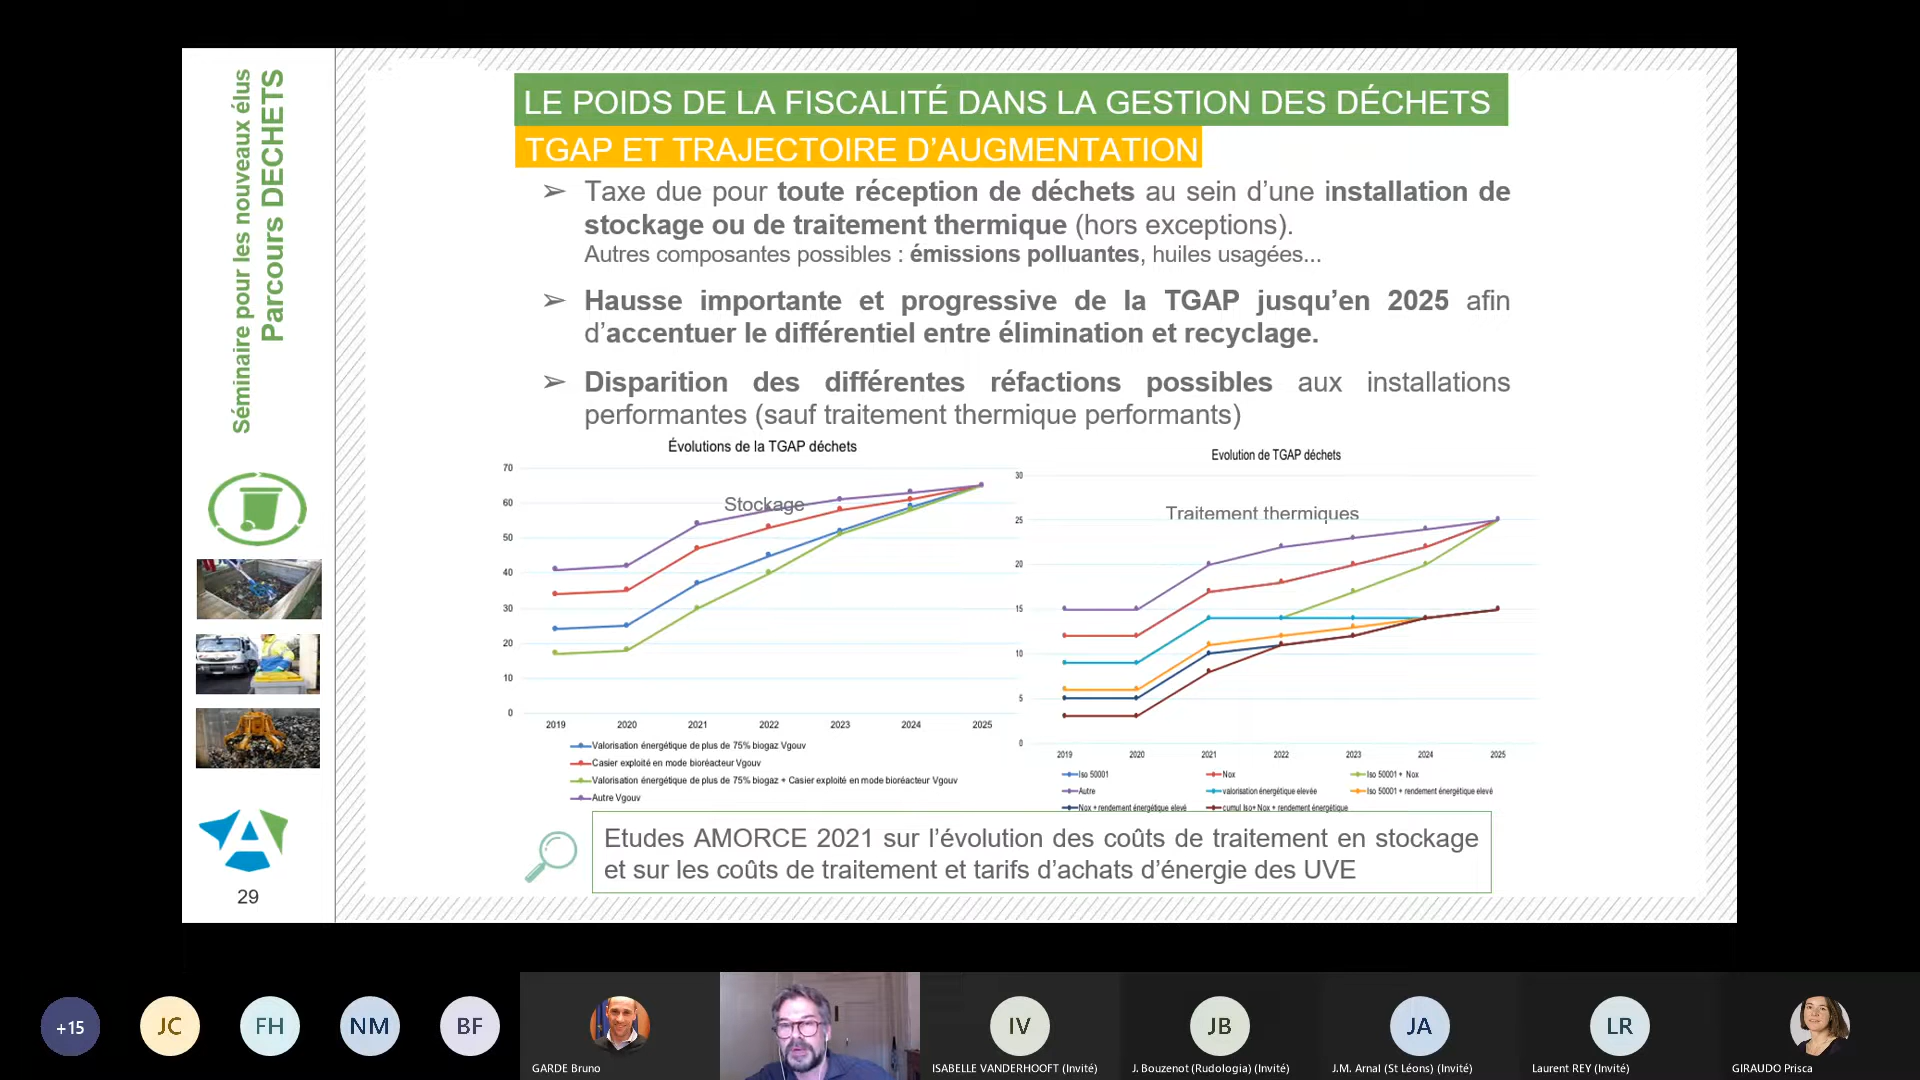 Séminaire pour les nouveaux élus
Parcours DECHETS
LE POIDS DE LA FISCALITÉ DANS LA GESTION DES DÉCHETS
TGAP ET TRAJECTOIRE D’AUGMENTATION
➢ Taxe due pour toute réception de déchets au sein d’une installation de
stockage ou de traitement thermique (hors exceptions).
Autres composantes possibles : émissions polluantes, huiles usagées...
➢ Hausse importante et progressive de la TGAP jusqu’en 2025 afin
d’accentuer le différentiel entre élimination et recyclage.
➢ Disparition des différentes réfactions possibles aux installations
performantes (sauf traitement thermique performants)
Évolutions de la TGAP déchets
Stockage
70
60
50
40
30
20
10
0
2019 2020 2021 2022 2023 2024 2025
Valorisation énergétique de plus de 75% biogaz Vgouv
Casier exploité en mode bioréacteur Vgouv
Valorisation énergétique de plus de 75% biogaz + Casier exploité en mode bioréacteur Vgouv
Autre Vgouv
Evolution de TGAP déchets
Traitement thermiques
30
25
20
15
10
5
0
2019 2020 2021 2022 2023 2024 2025
Iso 50001 Nox Iso 50001 + Nox
Autre valorisation énergétique elevée Iso 50001 + rendement énergétique elevé
Nox + rendement énergétique elevé cumul Iso+ Nox + rendement énergétique
Etudes AMORCE 2021 sur l’évolution des coûts de traitement en stockage
et sur les coûts de traitement et tarifs d’achats d’énergie des UVE
29
+15 JC FH NM BF IV JB JA LR
GARDE Bruno ISABELLE VANDERHOOFT (Invité) J. Bouzenot (Rudologia) (Invité) J.M. Arnal (St Léons) (Invité) Laurent REY (Invité) GIRAUDO Prisca